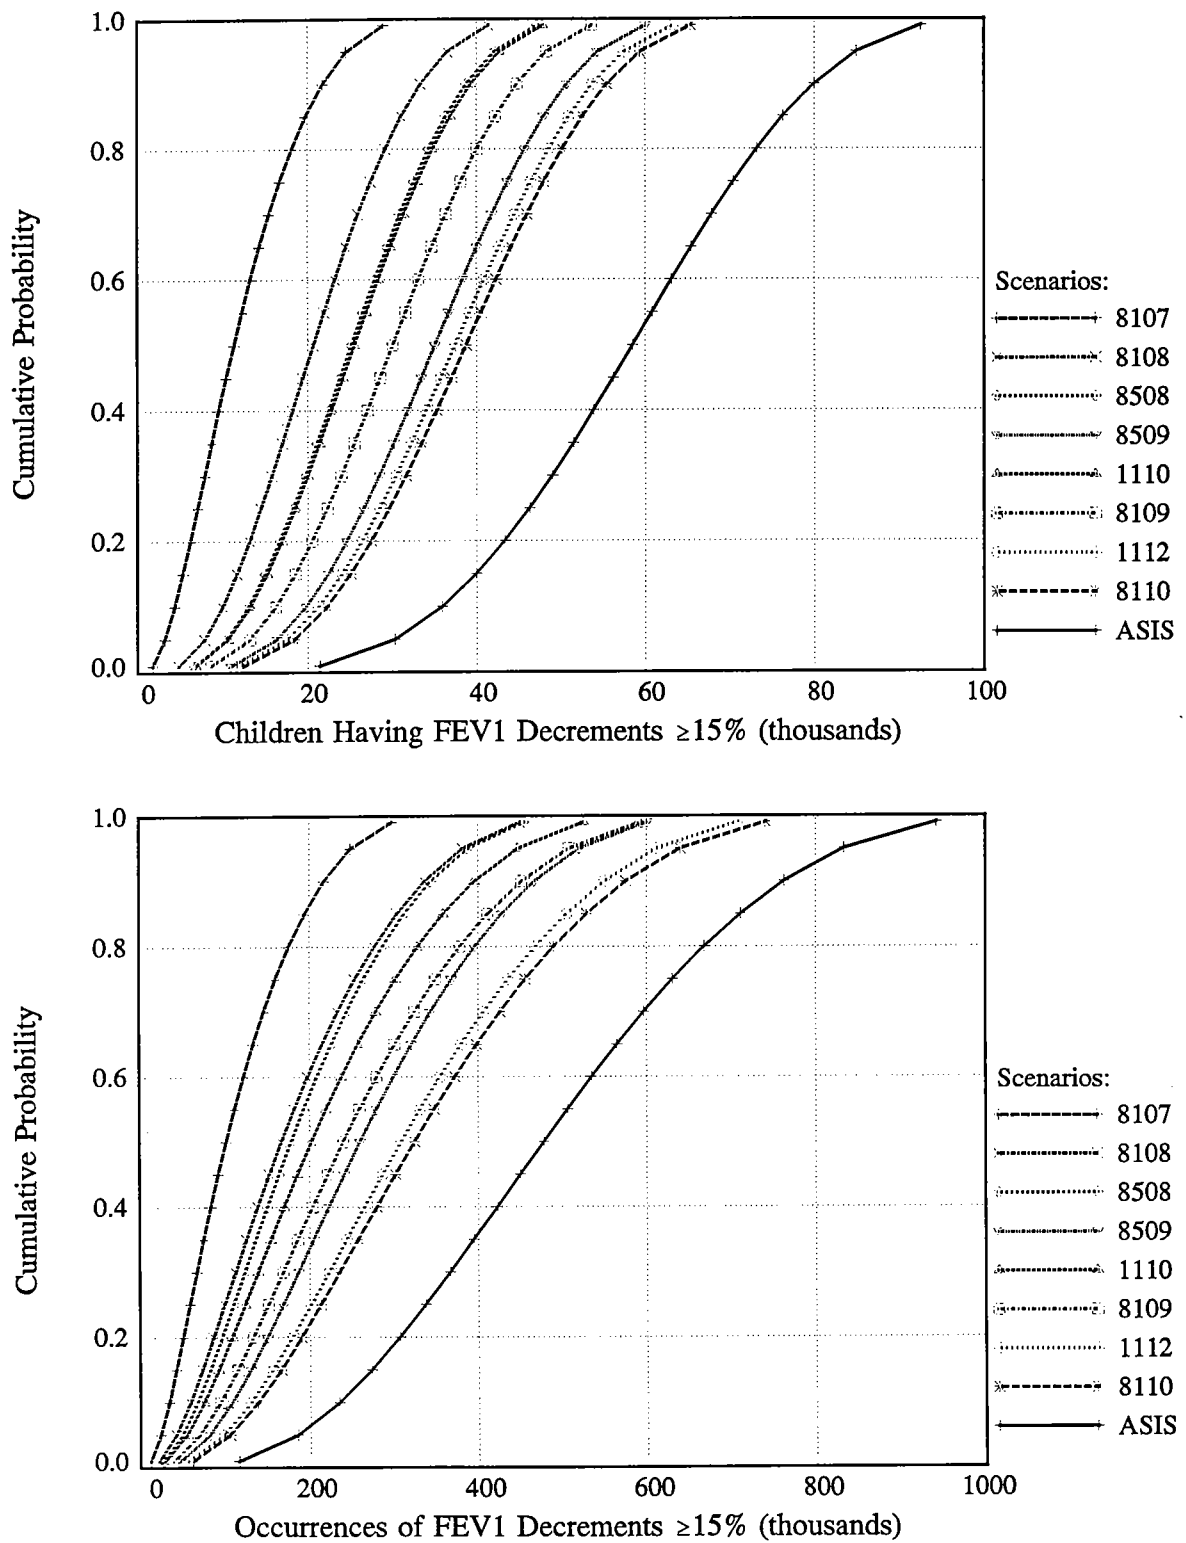 1.0
0.8
0.6
0.4
0.2
0.0
Cumulative Probability
0 20 40 60 80 100
Children Having FEV1 Decrements ≥15% (thousands)
Scenarios:
8107
8108
8508
8509
1110
8109
1112
8110
ASIS
1.0
0.8
0.6
0.4
0.2
0.0
Cumulative Probability
0 200 400 600 800 1000
Occurrences of FEV1 Decrements ≥15% (thousands)
Scenarios:
8107
8108
8508
8509
1110
8109
1112
8110
ASIS